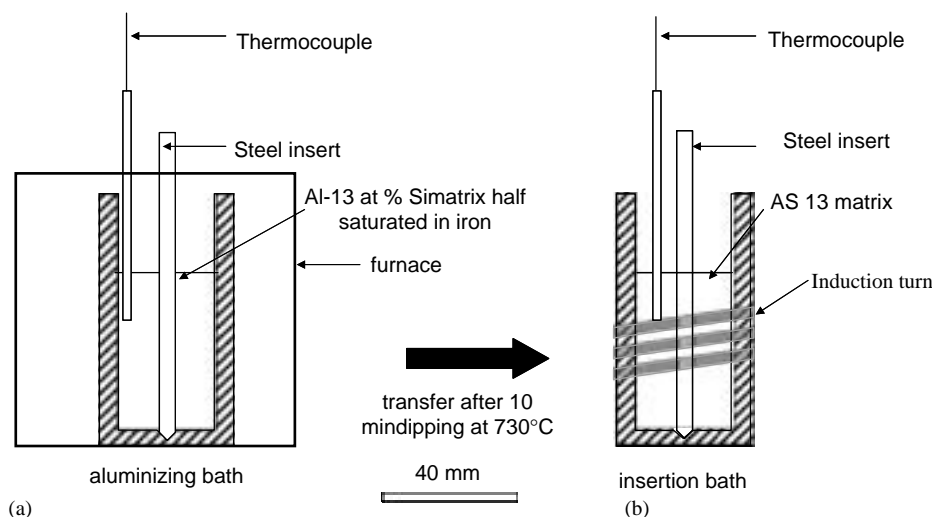 Thermocouple
Steel insert
Al-13 at % Simatrix half
saturated in iron
furnace
transfer after 10
mindipping at 730°C
aluminizing bath
40 mm
(a)
Thermocouple
Steel insert
AS 13 matrix
Induction turn
insertion bath
(b)